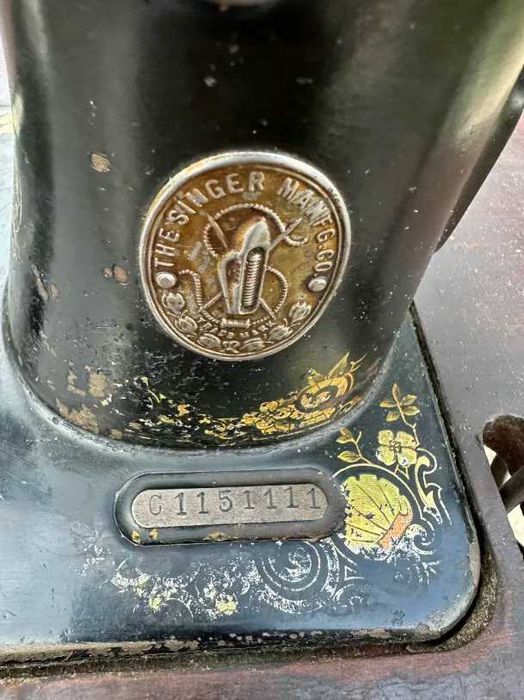 THE SINGER MANFG. CO.
C1151111